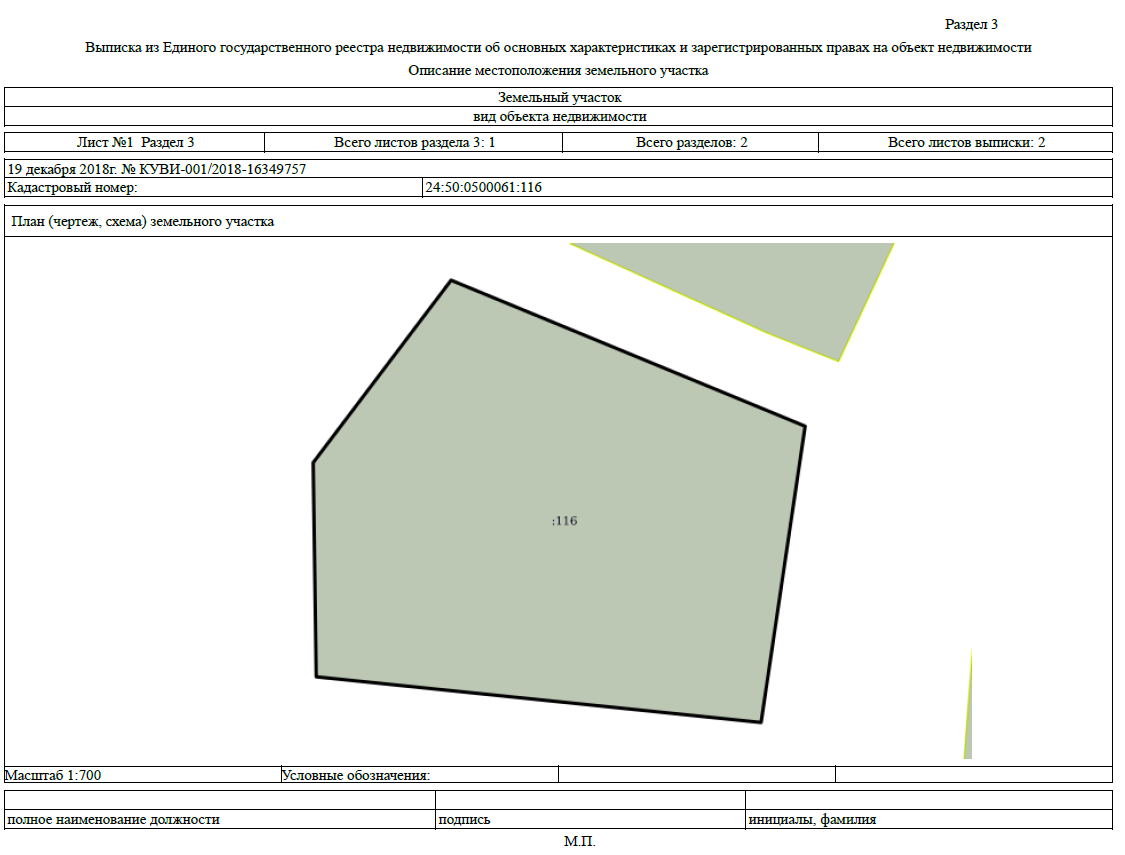 Раздел 3
Выписка из Единого государственного реестра недвижимости об основных характеристиках и зарегистрированных правах на объект недвижимости
Описание местоположения земельного участка
Земельный участок
вид объекта недвижимости
Лист №1 Раздел 3 Всего листов раздела 3: 1 Всего разделов: 2 Всего листов выписки: 2
19 декабря 2018г. № КУВИ-001/2018-16349757
Кадастровый номер: 24:50:0500061:116
План (чертеж, схема) земельного участка
:116
Масштаб 1:700 Условные обозначения:
полное наименование должности подпись инициалы, фамилия
М.П.